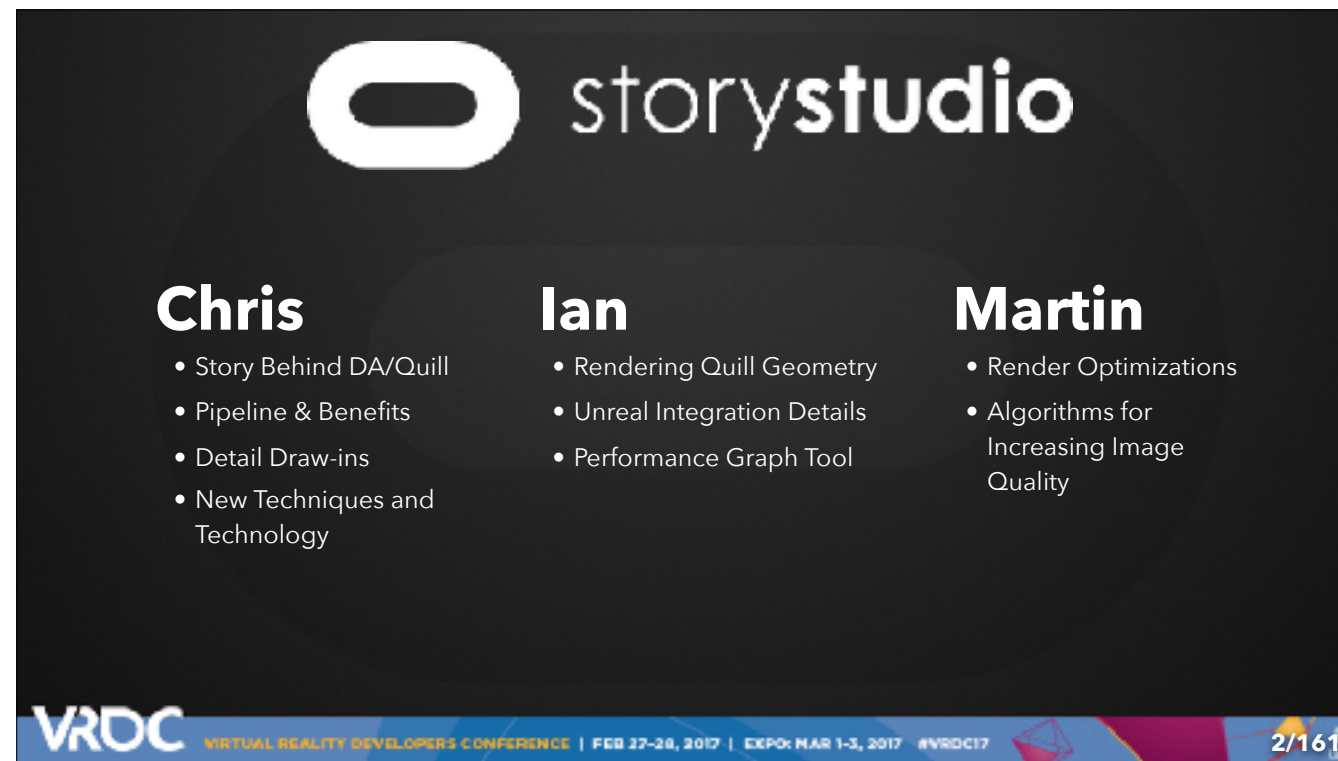 storystudio
Chris
• Story Behind DA/Quill
• Pipeline & Benefits
• Detail Draw-ins
• New Techniques and
Technology
Ian
• Rendering Quill Geometry
• Unreal Integration Details
• Performance Graph Tool
Martin
• Render Optimizations
• Algorithms for
Increasing Image
Quality
VRDC VIRTUAL REALITY DEVELOPERS CONFERENCE | FEB 27-28, 2017 | EXPO: MAR 1-3, 2017 #VRDC17 2/161